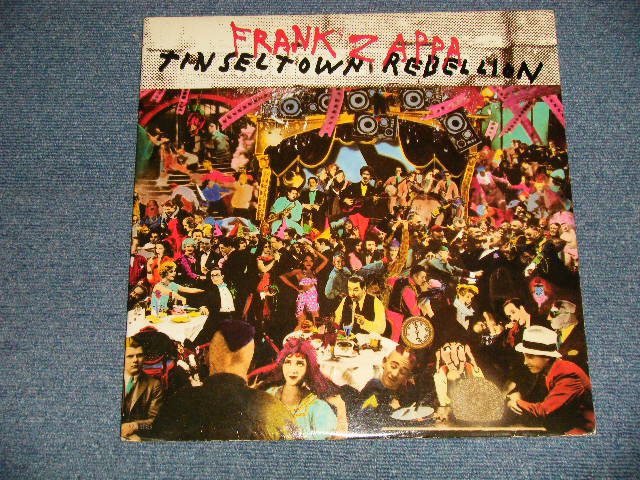 FRANK ZAPPA
TINSELTOWN REBELLION